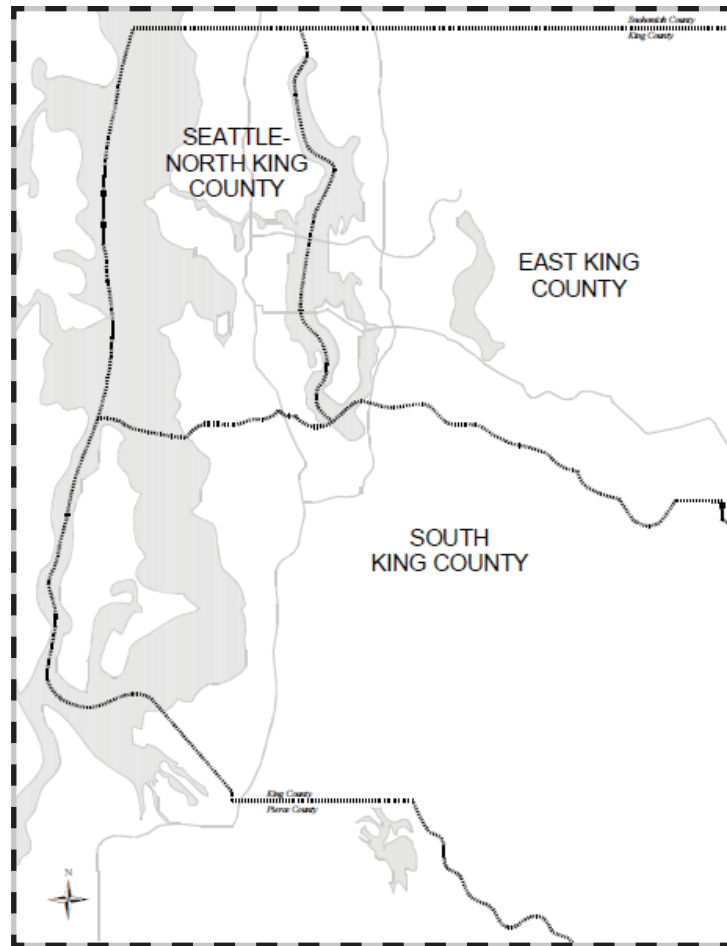 Snohomish County
King County
SEATTLE-
NORTH KING
COUNTY
EAST KING
COUNTY
SOUTH
KING COUNTY
King County
Pierce County
N